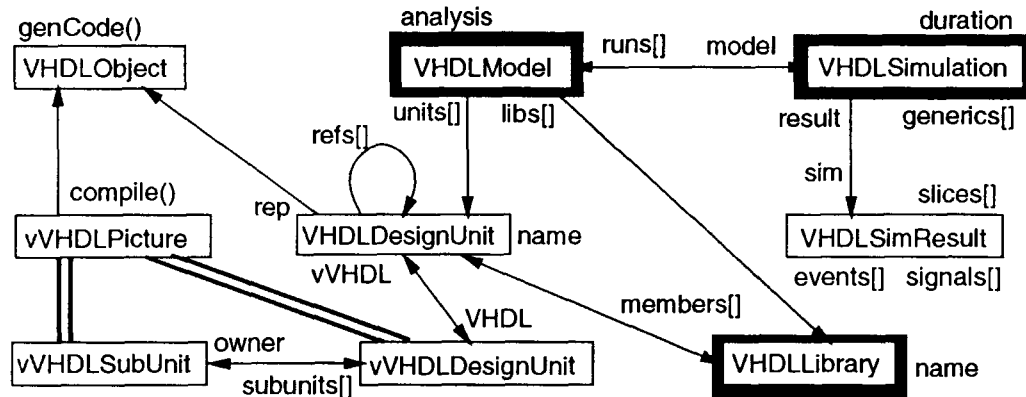 analysis
duration
genCode()
runs[]
model
VHDLObject
VHDLModel
VHDLSimulation
units[]
libs[]
result
generics[]
refs[]
sim
compile()
slices[]
rep
vVHDLPicture
VHDLDesignUnit
name
VHDLSimResult
vVHDL
events[]
signals[]
members[]
VHDL
owner
vVHDLSubUnit
vVHDLDesignUnit
VHDLLibrary
name
subunits[]